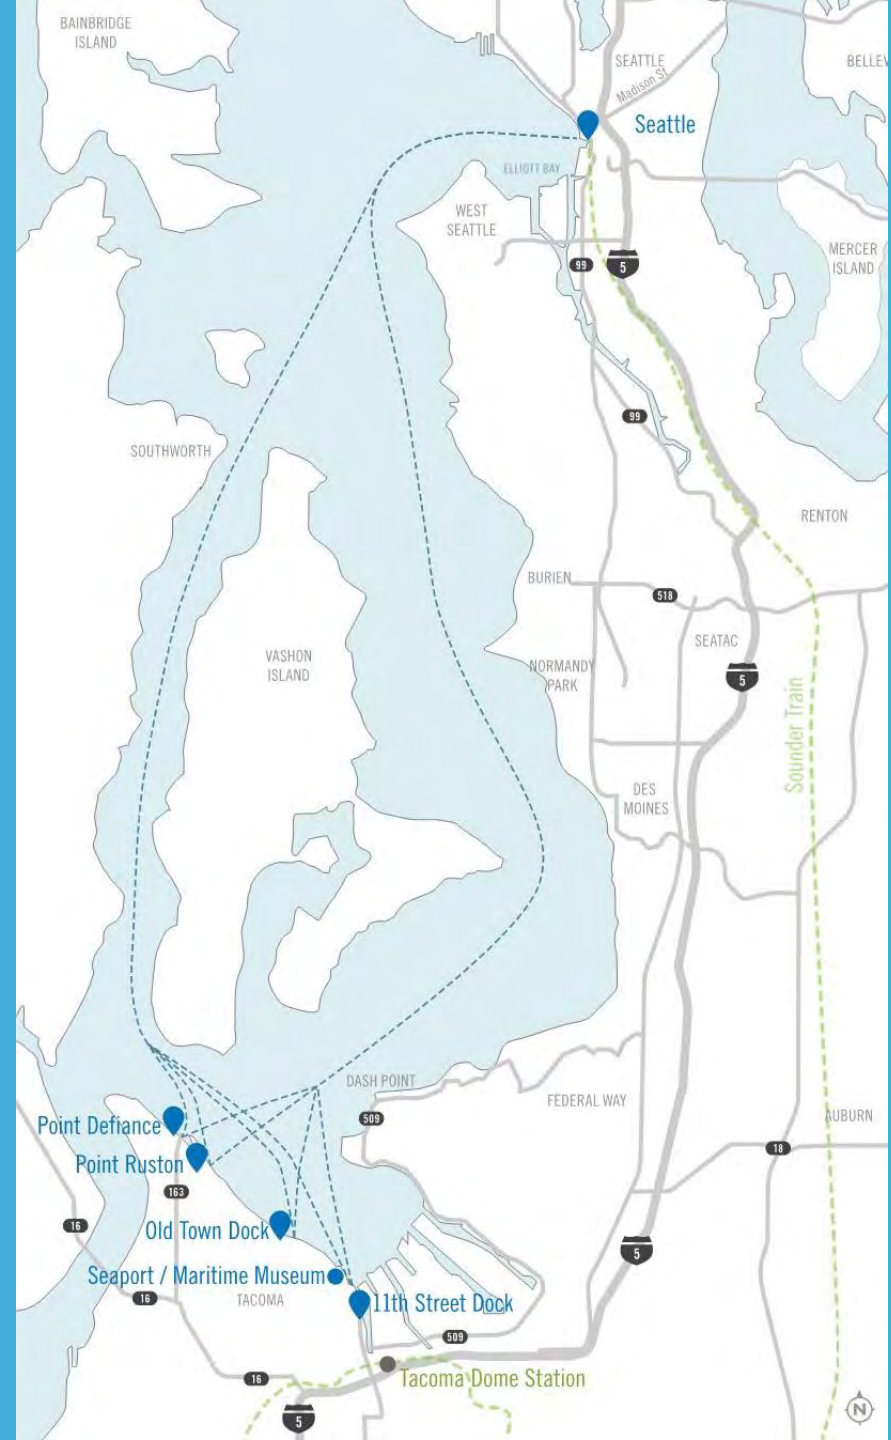 BAINBRIDGE
ISLAND
SEATTLE
BELLEV
Madison St
Seattle
ELLIOTT BAY
WEST
SEATTLE
MERCER
ISLAND
99
5
99
SOUTHWORTH
RENTON
BURIEN
518
SEATAC
VASHON
ISLAND
NORMANDY
PARK
5
Sounder Train
DES
MOINES
DASH POINT
FEDERAL WAY
509
AUBURN
Point Defiance
18
Point Ruston
163
16
Old Town Dock
5
Seaport / Maritime Museum
16
TACOMA
11th Street Dock
509
16
Tacoma Dome Station
5
N